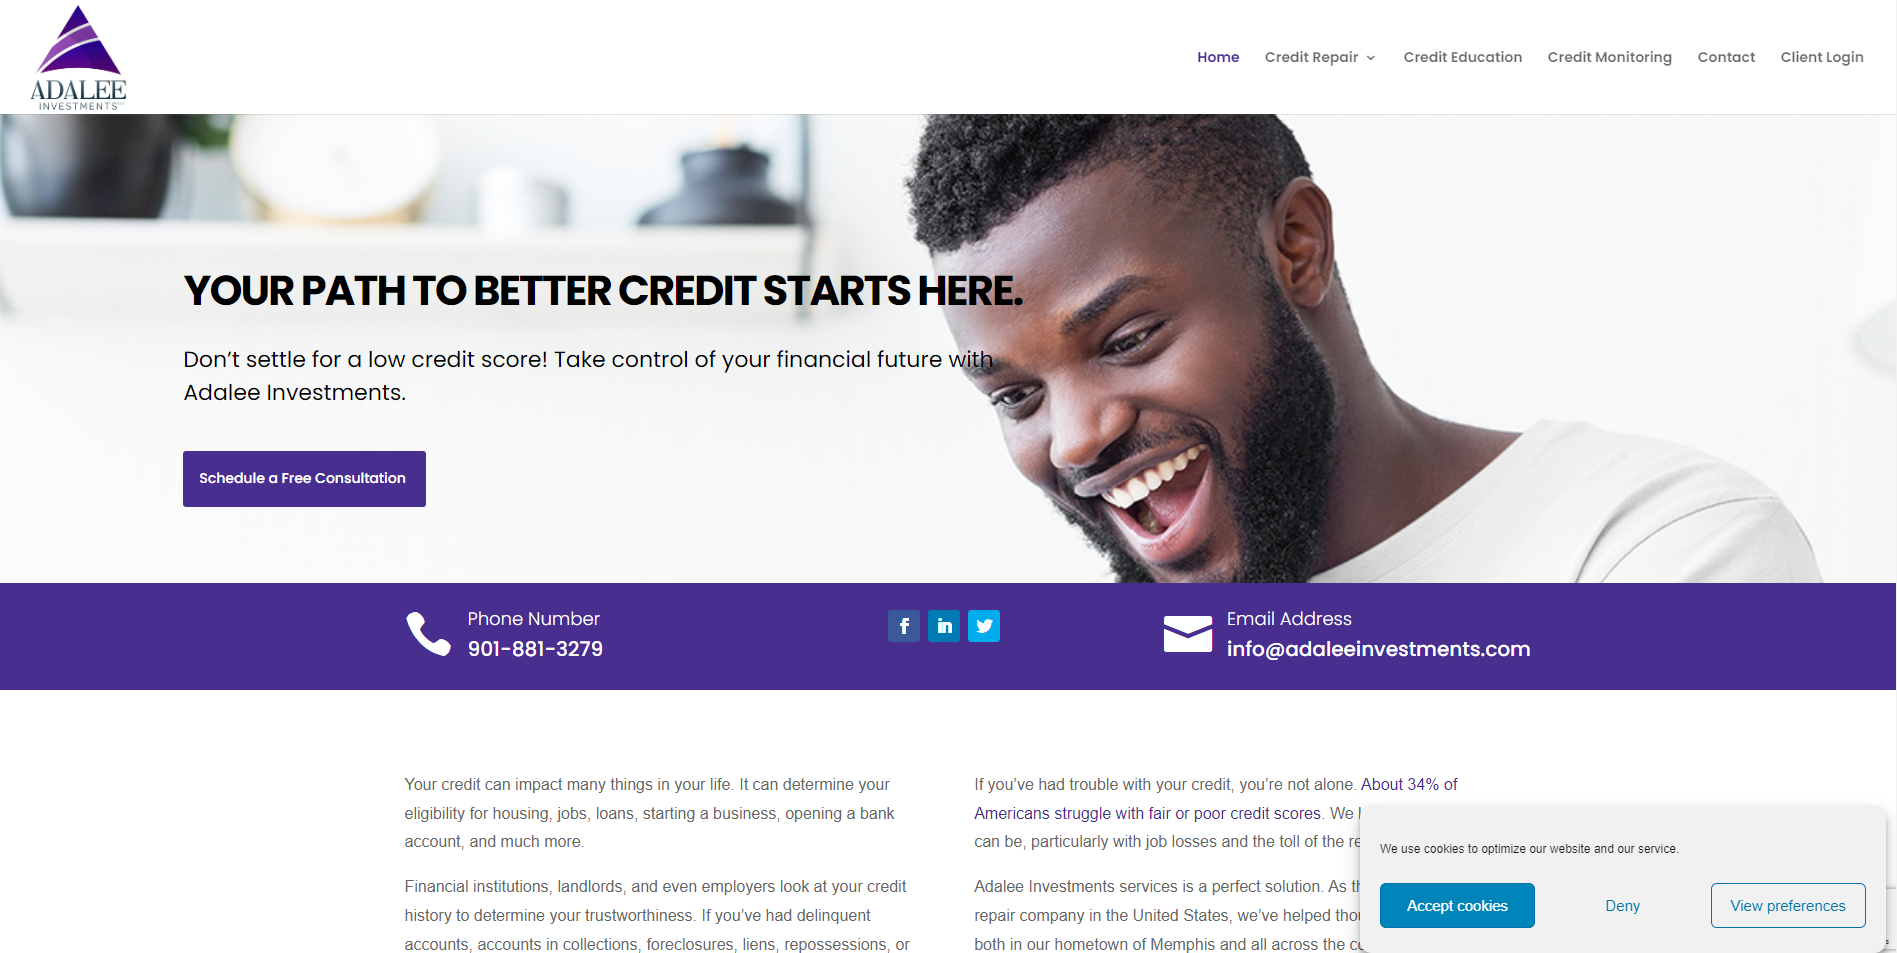 ADALEE
INVESTMENTS
Home
Credit Repair
Credit Education
Credit Monitoring
Contact
Client Login
YOUR PATH TO BETTER CREDIT STARTS HERE.
Don’t settle for a low credit score! Take control of your financial future with
Adalee Investments.
Schedule a Free Consultation
Phone Number
901-881-3279
Email Address
info@adaleeinvestments.com
Your credit can impact many things in your life. It can determine your
eligibility for housing, jobs, loans, starting a business, opening a bank
account, and much more.
Financial institutions, landlords, and even employers look at your credit
history to determine your trustworthiness. If you’ve had delinquent
accounts, accounts in collections, foreclosures, liens, repossessions, or
If you’ve had trouble with your credit, you’re not alone. About 34% of
Americans struggle with fair or poor credit scores. We
can be, particularly with job losses and the toll of the
Adalee Investments services is a perfect solution. As
repair company in the United States, we’ve helped
both in our hometown of Memphis and all across the
We use cookies to optimize our website and our service.
Accept cookies
Deny
View preferences